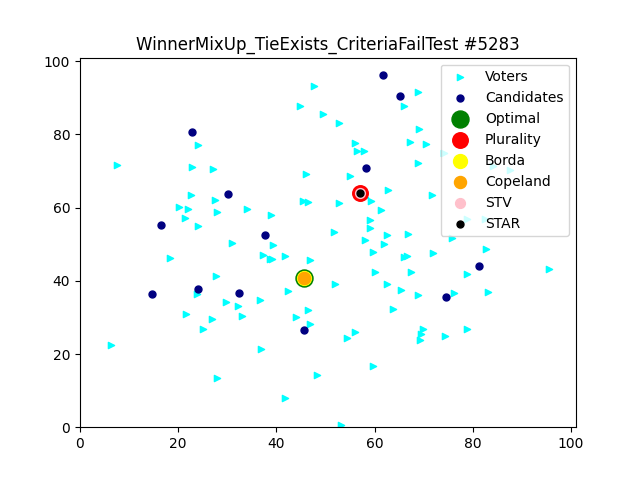 WinnerMixUp_TieExists_CriteriaFailTest #5283
100
80
60
40
20
0
0
20
40
60
80
100
Voters
Candidates
Optimal
Plurality
Borda
Copeland
STV
STAR